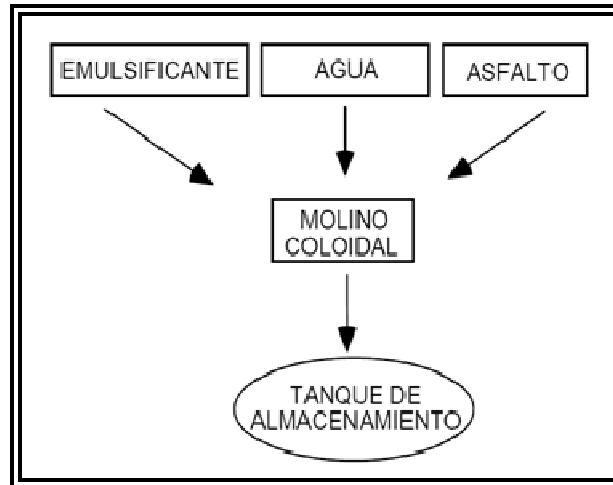 EMULSIFICANTE
AGUA
ASFALTO
MOLINO
COLOIDAL
TANQUE DE
ALMACENAMIENTO